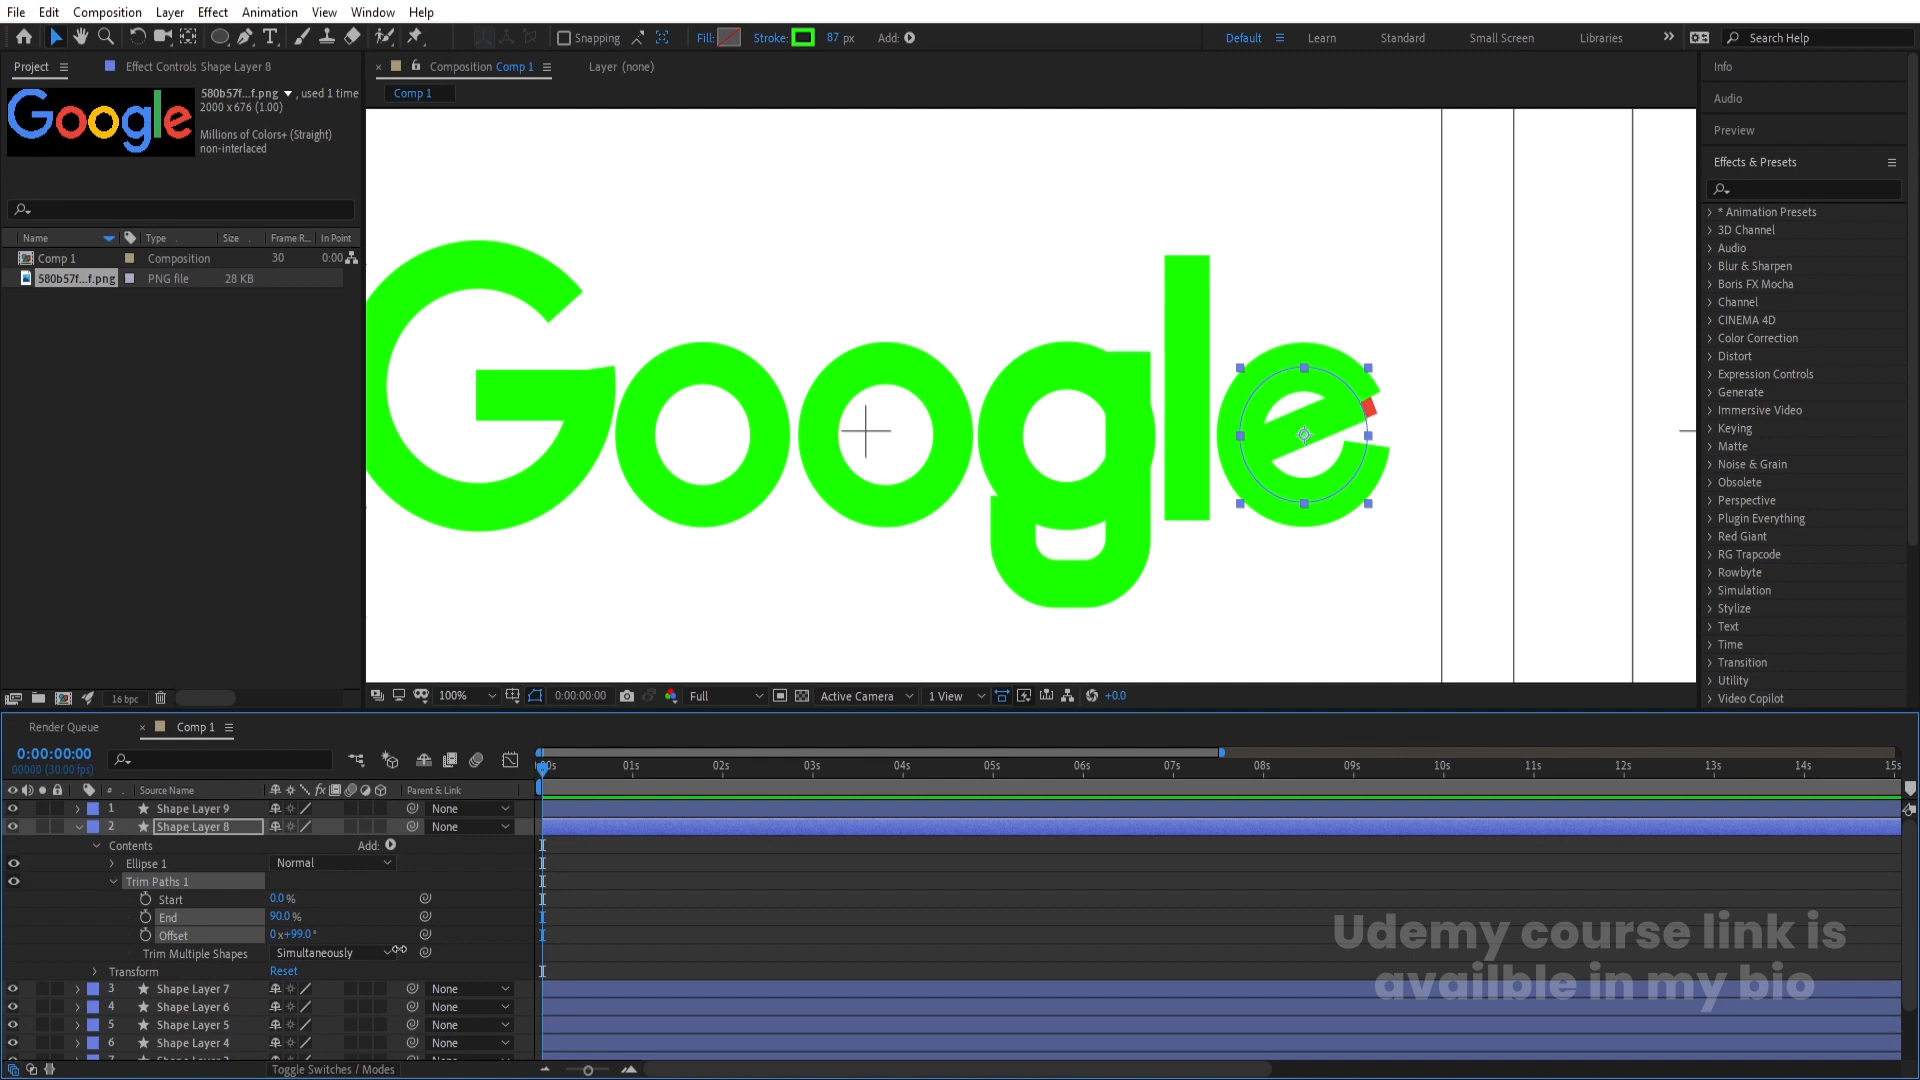 File Edit Composition Layer Effect Animation View Window Help
Snapping Fill: Stroke: 87 px Add: Default Learn Standard Small Screen Libraries Search Help
Project Effect Controls Shape Layer 8
Composition Comp 1 Layer (none)
Comp 1
Google
580b57f...f.png , used 1 time
2000 x 676 (1.00)
Millions of Colors+ (Straight)
non-interlaced
Name Type Size Frame R... In Point
Comp 1 Composition 30 0:00
580b57f...f.png PNG file 28 KB
16 bpc
Google
100% 0:00:00:00 Full Active Camera 1 View +0.0
Info
Audio
Preview
Effects & Presets
* Animation Presets
3D Channel
Audio
Blur & Sharpen
Boris FX Mocha
Channel
CINEMA 4D
Color Correction
Distort
Expression Controls
Generate
Immersive Video
Keying
Matte
Noise & Grain
Obsolete
Perspective
Plugin Everything
Red Giant
RG Trapcode
Rowbyte
Simulation
Stylize
Text
Time
Transition
Utility
Video Copilot
Render Queue Comp 1
0:00:00:00
00000 (30.00 fps)
01s 02s 03s 04s 05s 06s 07s 08s 09s 10s 11s 12s 13s 14s 15s
# Source Name fx Parent & Link
1 Shape Layer 9 None
2 Shape Layer 8 None
Contents Add:
Ellipse 1 Normal
Trim Paths 1
Start 0.0 %
End 90.0 %
Offset 0 x+99.0 °
Trim Multiple Shapes Simultaneously
Transform Reset
3 Shape Layer 7 None
4 Shape Layer 6 None
5 Shape Layer 5 None
6 Shape Layer 4 None
Toggle Switches / Modes
Udemy course link is
availble in my bio